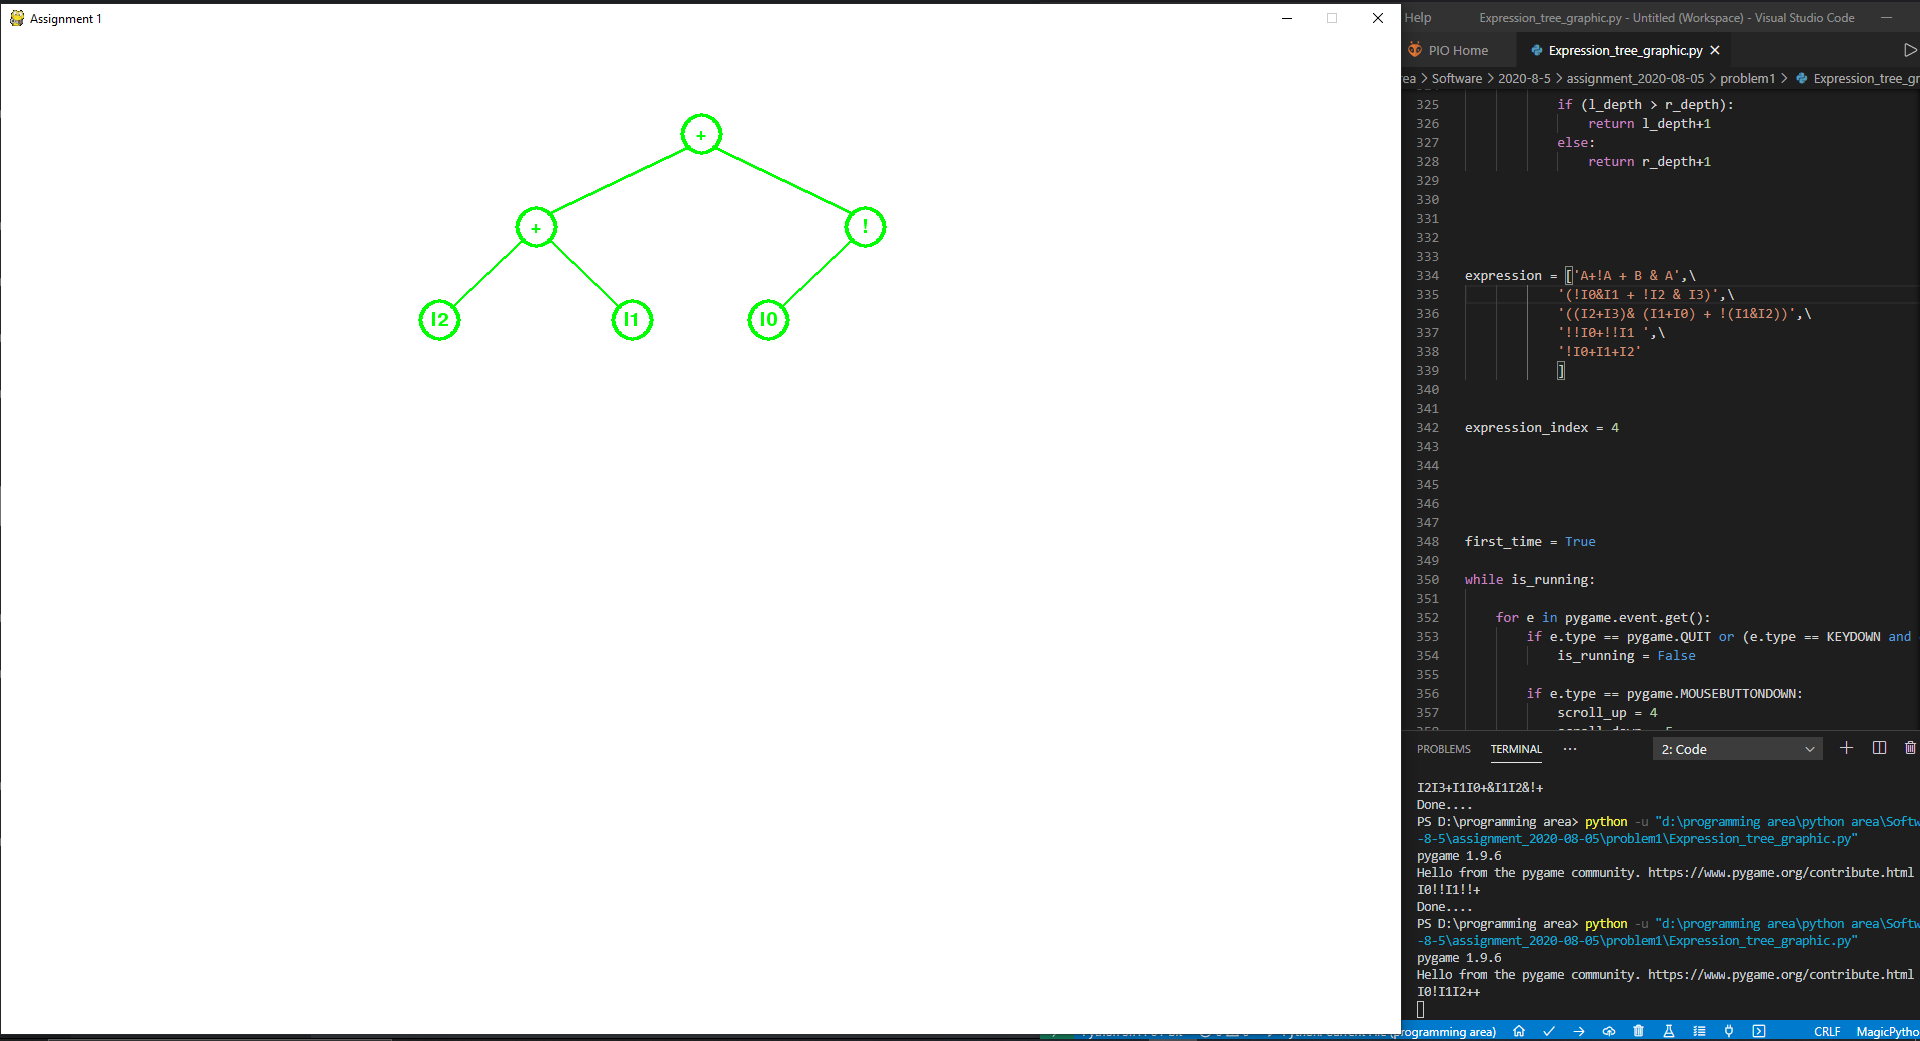 Assignment 1
+
+
!
I2
I1
I0
Help
Expression_tree_graphic.py - Untitled (Workspace) - Visual Studio Code
PIO Home
Expression_tree_graphic.py
rea > Software > 2020-8-5 > assignment_2020-08-05 > problem1 > Expression_tree_gr
325 if (l_depth > r_depth):
326 return l_depth+1
327 else:
328 return r_depth+1
329
330
331
332
333
334 expression = ['A+!A + B & A',\
335 '(!I0&I1 + !I2 & I3)',\
336 '((I2+I3)& (I1+I0) + !(I1&I2))',\
337 '!!I0+!!I1 ',\
338 '!I0+I1+I2'
339 ]
340
341
342 expression_index = 4
343
344
345
346
347
348 first_time = True
349
350 while is_running:
351
352 for e in pygame.event.get():
353 if e.type == pygame.QUIT or (e.type == KEYDOWN and
354 is_running = False
355
356 if e.type == pygame.MOUSEBUTTONDOWN:
357 scroll_up = 4
PROBLEMS TERMINAL ··· 2: Code
I2I3+I1I0+&I1I2&!+
Done....
PS D:\programming area> python -u "d:\programming area\python area\Softw
-8-5\assignment_2020-08-05\problem1\Expression_tree_graphic.py"
pygame 1.9.6
Hello from the pygame community. https://www.pygame.org/contribute.html
I0!!I1!!+
Done....
PS D:\programming area> python -u "d:\programming area\python area\Softw
-8-5\assignment_2020-08-05\problem1\Expression_tree_graphic.py"
pygame 1.9.6
Hello from the pygame community. https://www.pygame.org/contribute.html
I0!I1I2++
(programming area) CRLF MagicPytho